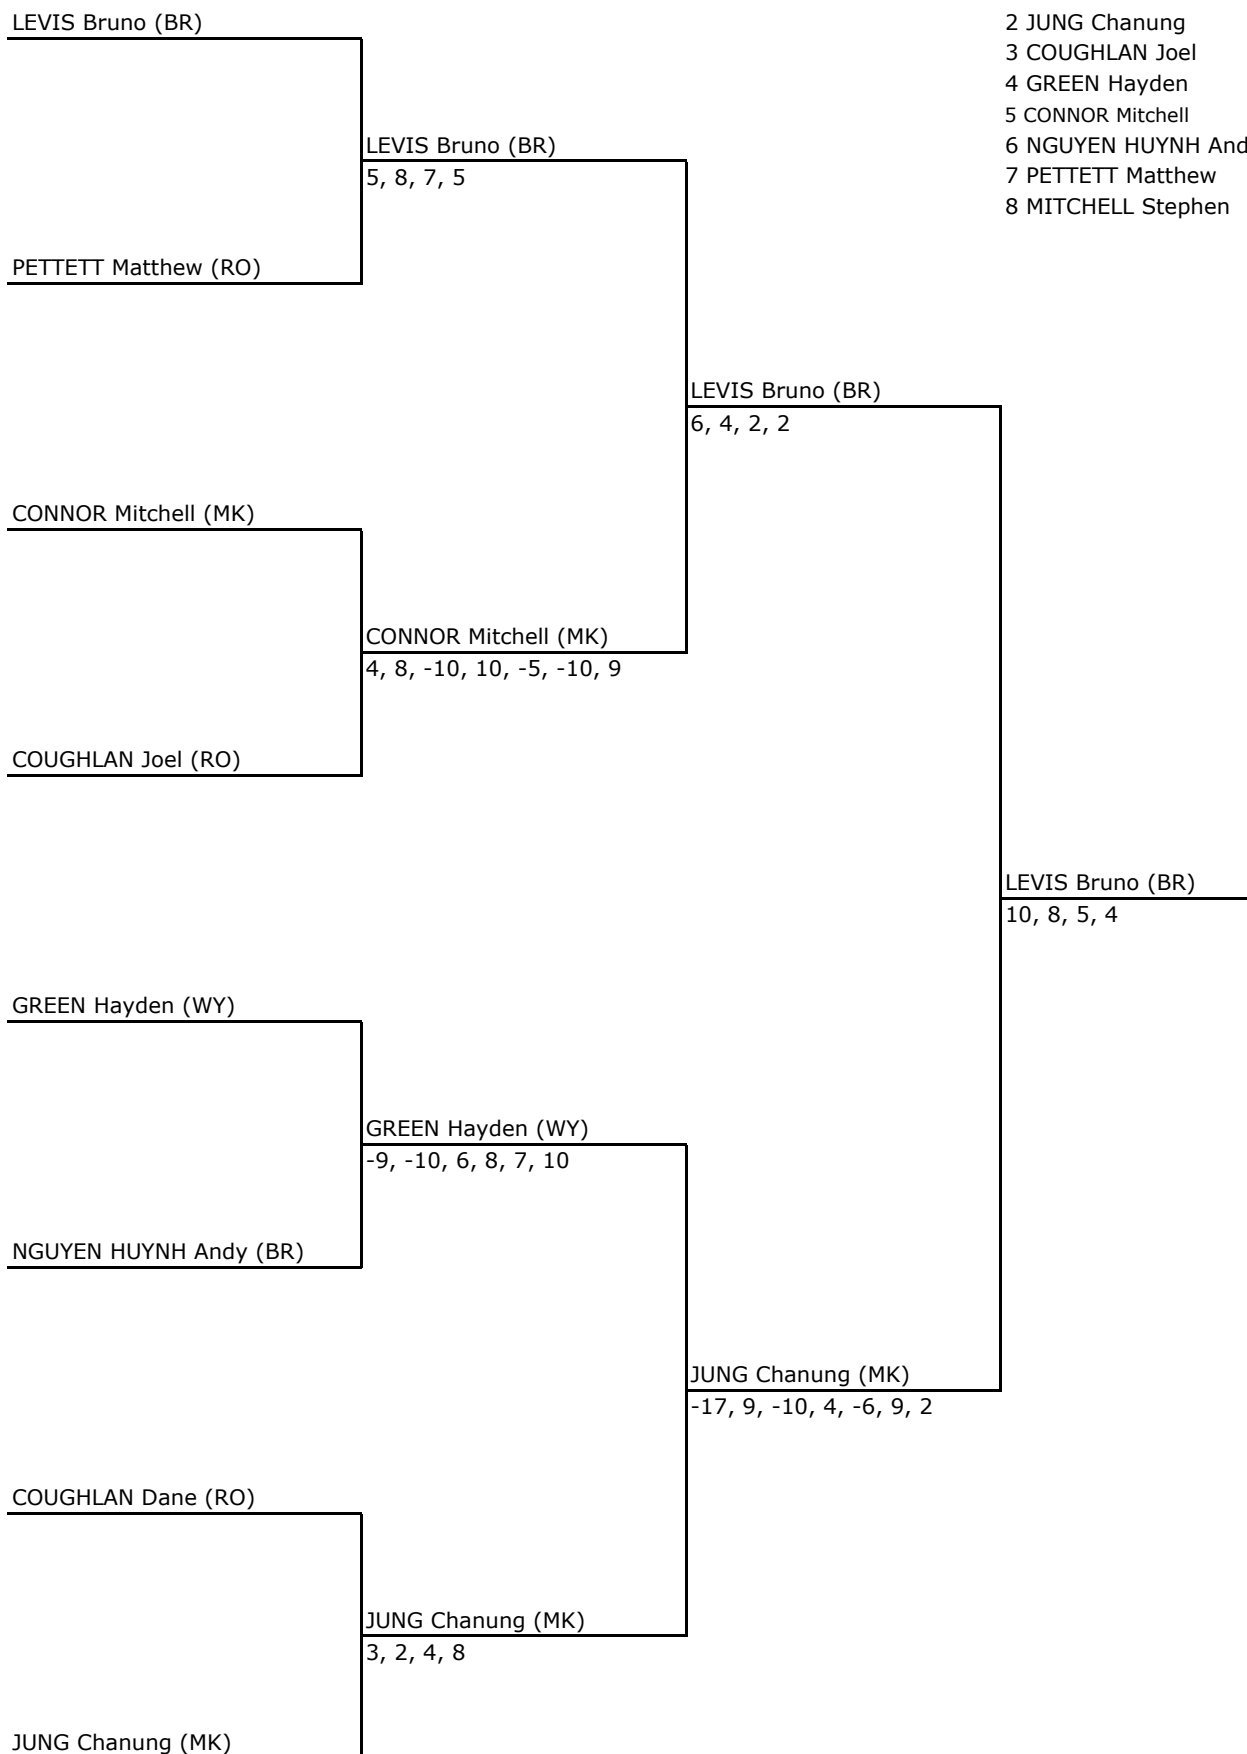 LEVIS Bruno (BR)
2 JUNG Chanung
3 COUGHLAN Joel
4 GREEN Hayden
5 CONNOR Mitchell
6 NGUYEN HUYNH And
7 PETTETT Matthew
8 MITCHELL Stephen
LEVIS Bruno (BR)
5, 8, 7, 5
PETTETT Matthew (RO)
LEVIS Bruno (BR)
6, 4, 2, 2
CONNOR Mitchell (MK)
CONNOR Mitchell (MK)
4, 8, -10, 10, -5, -10, 9
COUGHLAN Joel (RO)
LEVIS Bruno (BR)
10, 8, 5, 4
GREEN Hayden (WY)
GREEN Hayden (WY)
-9, -10, 6, 8, 7, 10
NGUYEN HUYNH Andy (BR)
JUNG Chanung (MK)
-17, 9, -10, 4, -6, 9, 2
COUGHLAN Dane (RO)
JUNG Chanung (MK)
3, 2, 4, 8
JUNG Chanung (MK)